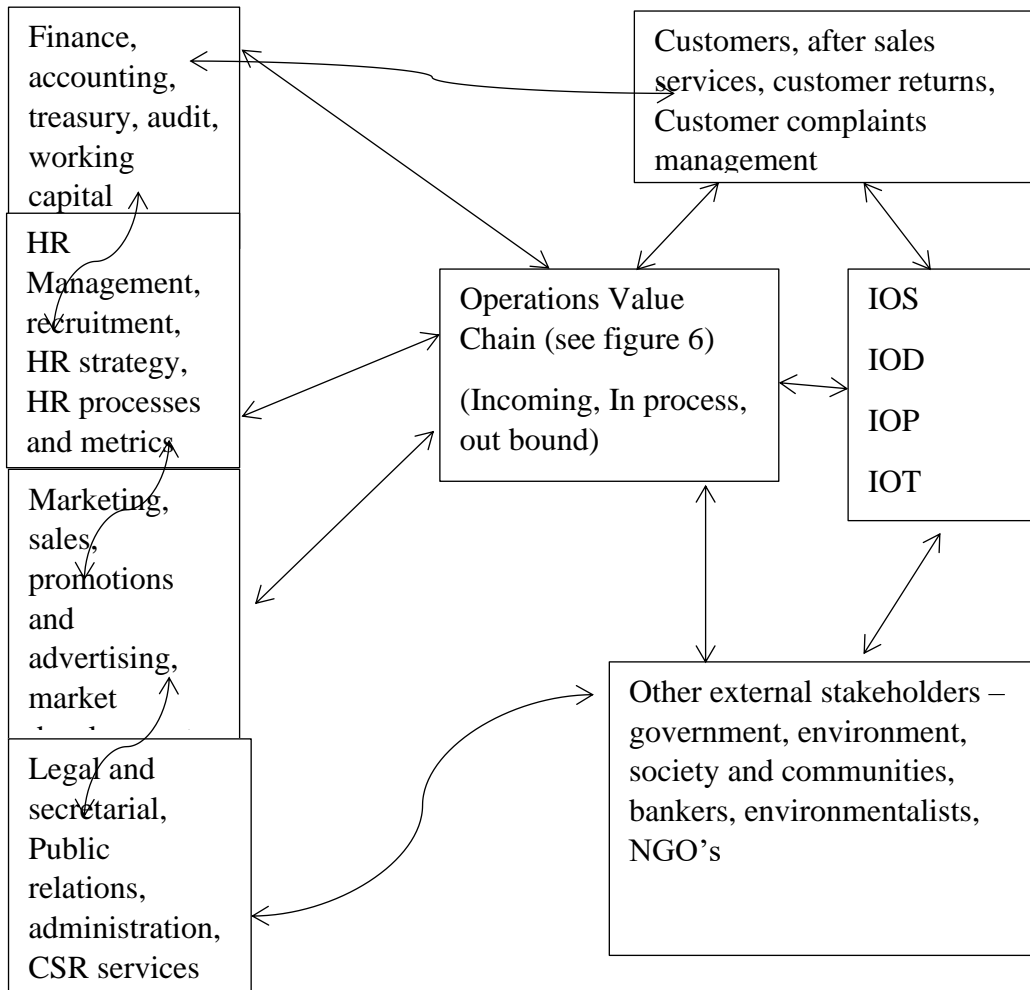 Finance,
accounting,
treasury, audit,
working
capital
HR
Management,
recruitment,
HR strategy,
HR processes
and metrics
Marketing,
sales,
promotions
and
advertising,
market
Legal and
secretarial,
Public
relations,
administration,
CSR services
Customers, after sales
services, customer returns,
Customer complaints
management
Operations Value
Chain (see figure 6)
(Incoming, In process,
out bound)
IOS
IOD
IOP
IOT
Other external stakeholders –
government, environment,
society and communities,
bankers, environmentalists,
NGO’s